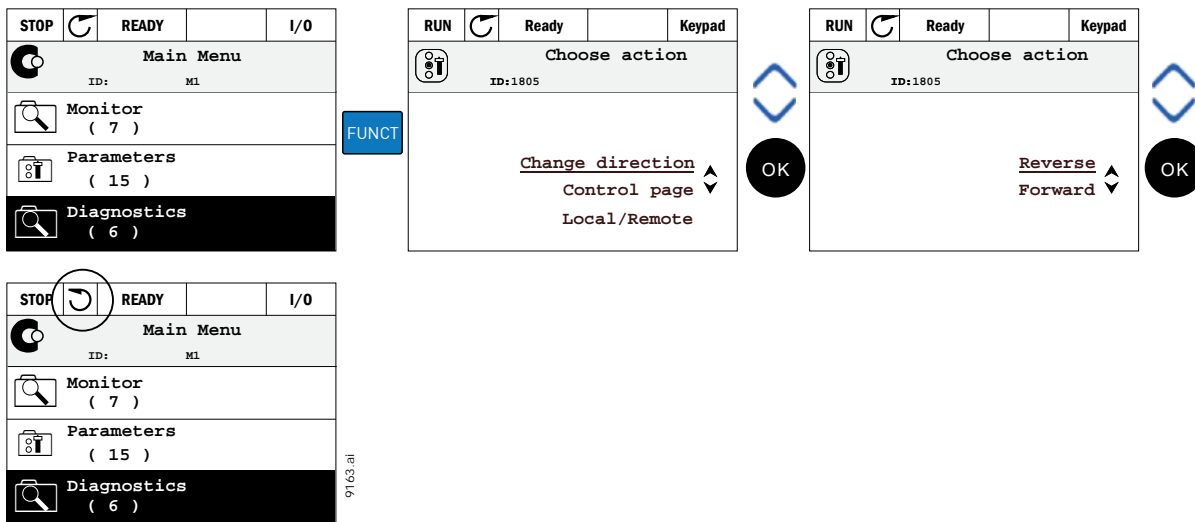 STOP READY I/O
Main Menu
ID: M1
Monitor
( 7 )
Parameters
( 15 )
Diagnostics
( 6 )
FUNCT
RUN Ready Keypad
Choose action
ID:1805
Change direction
Control page
Local/Remote
OK
RUN Ready Keypad
Choose action
ID:1805
Reverse
Forward
OK
STOP READY I/O
Main Menu
ID: M1
Monitor
( 7 )
Parameters
( 15 )
Diagnostics
( 6 )
9163.ai